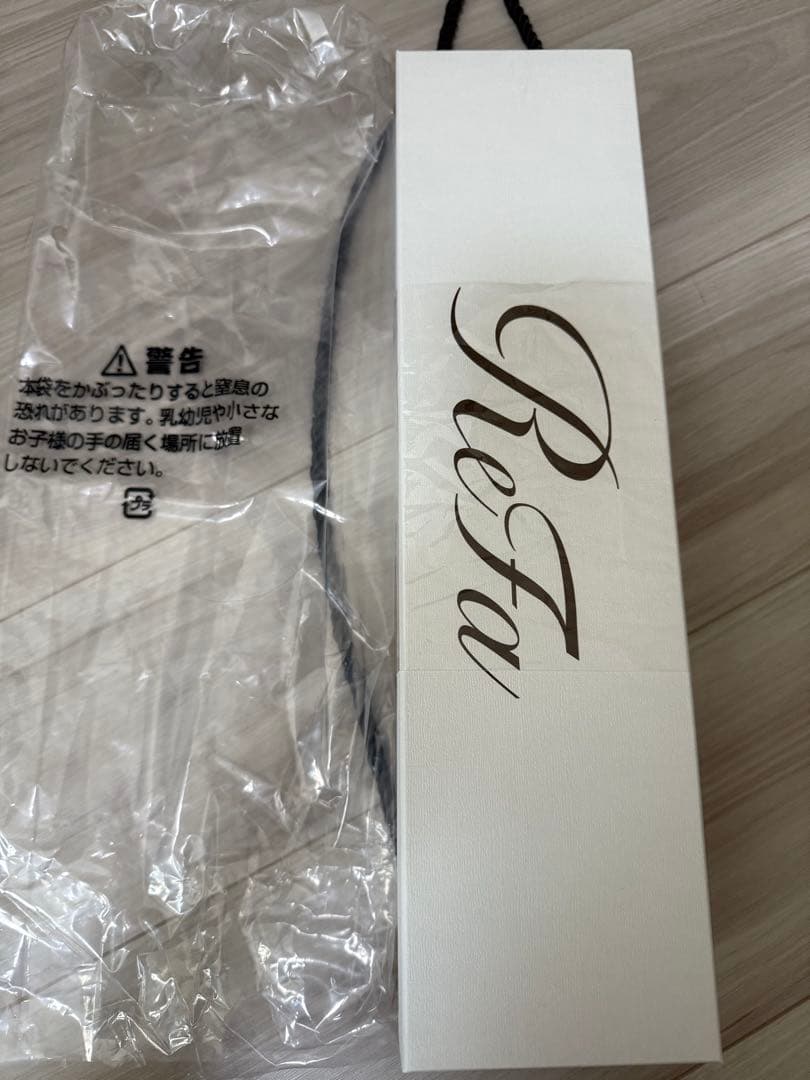 警告
本袋をかぶったりすると窒息の
恐れがあります。乳幼児や小さな
お子様の手の届く場所に放置
しないでください。
プラ
ReFa